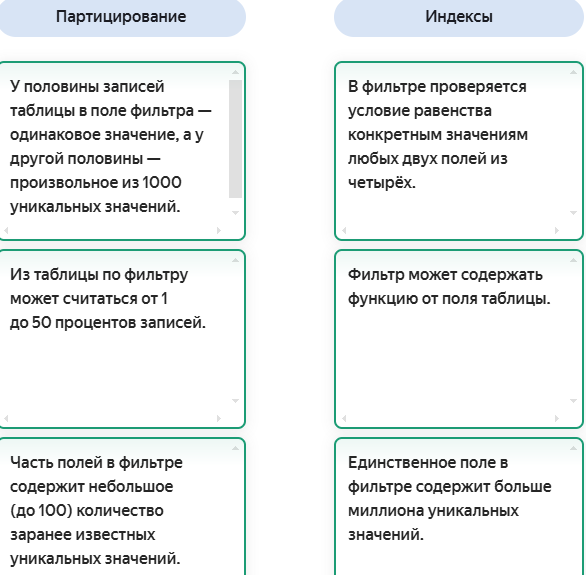 Партицирование
У половины записей
таблицы в поле фильтра —
одинаковое значение, а у
другой половины —
произвольное из 1000
уникальных значений.
Из таблицы по фильтру
может считаться от 1
до 50 процентов записей.
Часть полей в фильтре
содержит небольшое
(до 100) количество
заранее известных
уникальных значений.
Индексы
В фильтре проверяется
условие равенства
конкретным значениям
любых двух полей из
четырёх.
Фильтр может содержать
функцию от поля таблицы.
Единственное поле в
фильтре содержит больше
миллиона уникальных
значений.